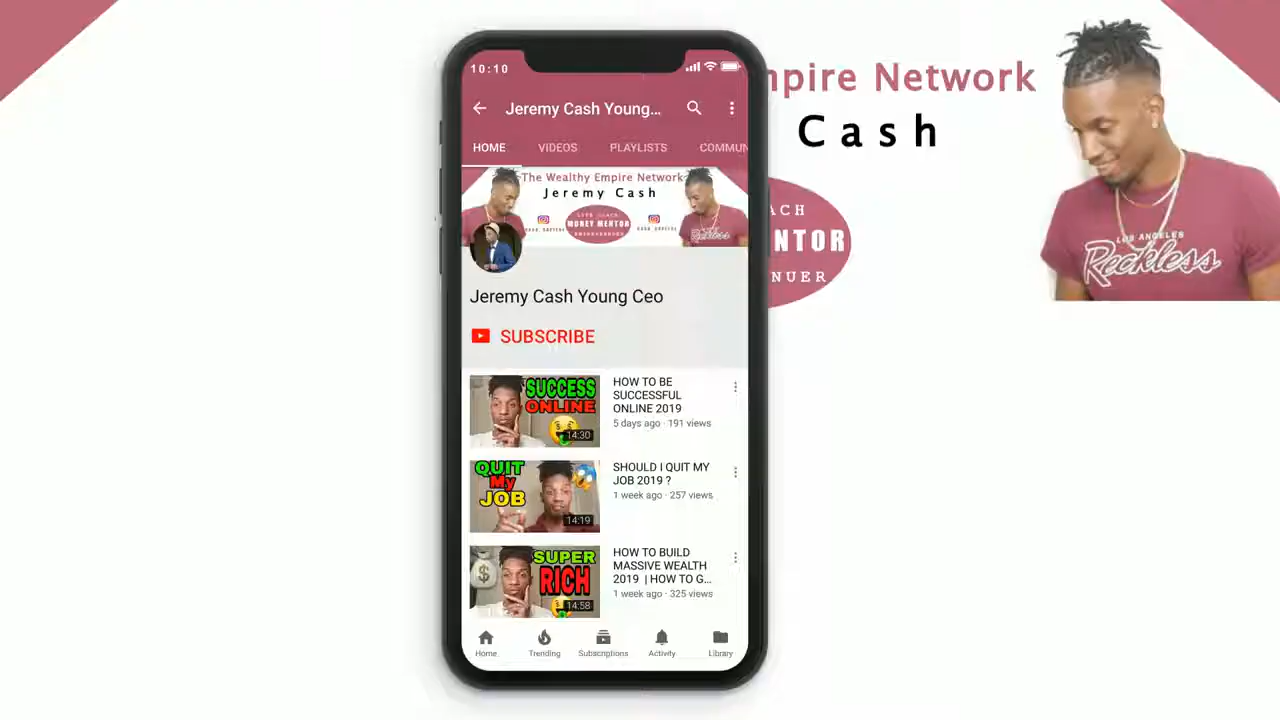 10:10
Jeremy Cash Young...
HOME VIDEOS PLAYLISTS COMMUN
The Wealthy Empire Network
Jeremy Cash
LIFE COACH
MONEY MENTOR
Reckless
Jeremy Cash Young Ceo
SUBSCRIBE
SUCCESS
ONLINE
14:30
HOW TO BE
SUCCESSFUL
ONLINE 2019
5 days ago · 191 views
QUIT
My
JOB
14:19
SHOULD I QUIT MY
JOB 2019 ?
1 week ago · 257 views
SUPER
RICH
14:58
HOW TO BUILD
MASSIVE WEALTH
2019 | HOW TO G...
1 week ago · 325 views
Home Trending Subscriptions Activity Library
mpire Network
Cash
ACH
NTOR
NUER
LOS ANGELES
Reckless